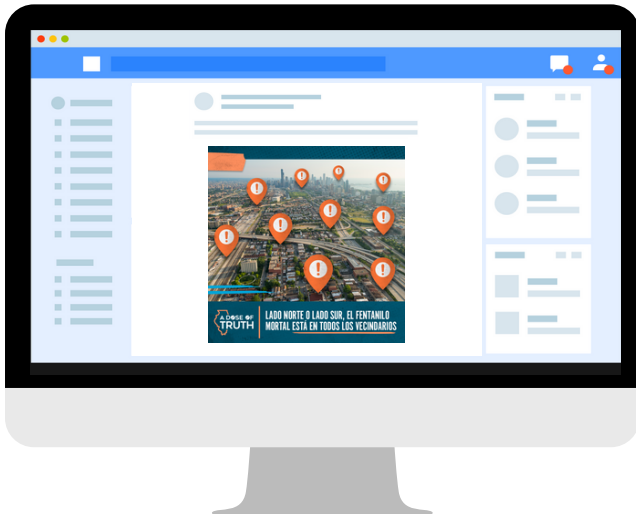 A DOSE OF
TRUTH
LADO NORTE O LADO SUR, EL FENTANILO
MORTAL ESTÁ EN TODOS LOS VECINDARIOS